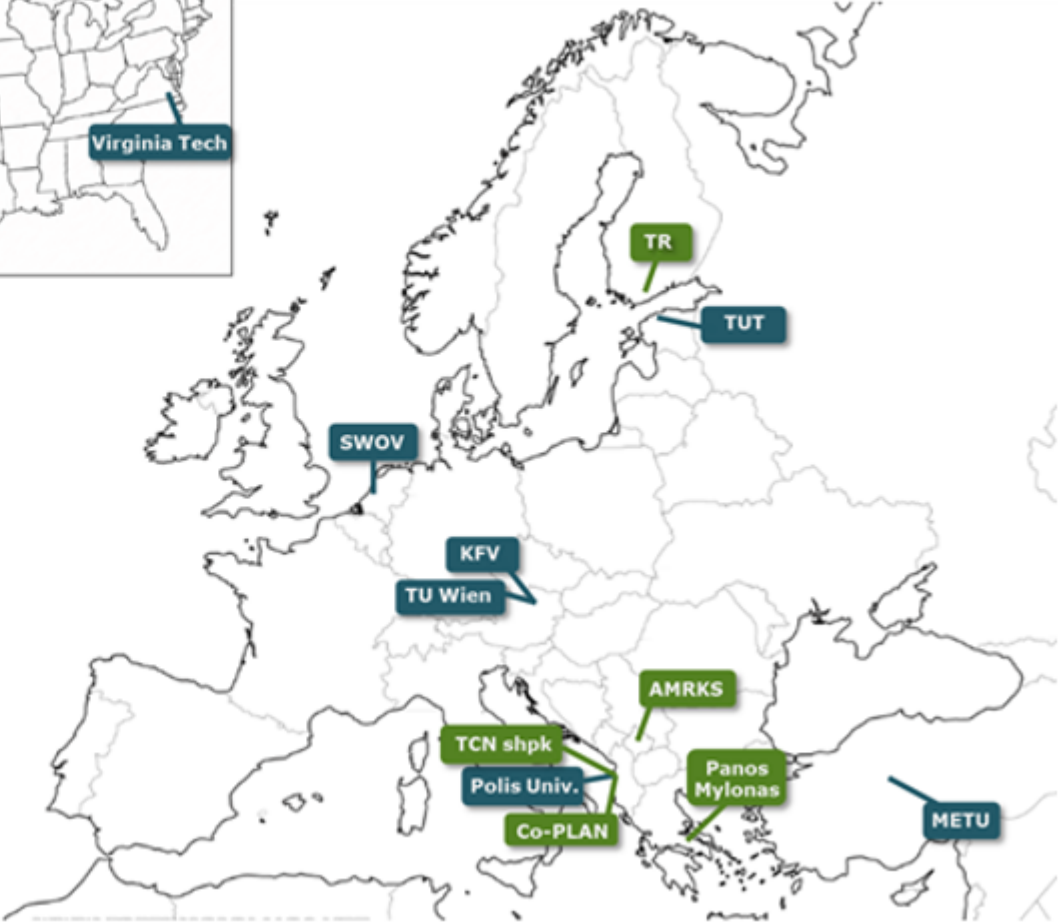 Virginia Tech
TR
TUT
SWOV
KFV
TU Wien
AMRKS
TCN shpk
Polis Univ.
Co-PLAN
Panos
Mylonas
METU